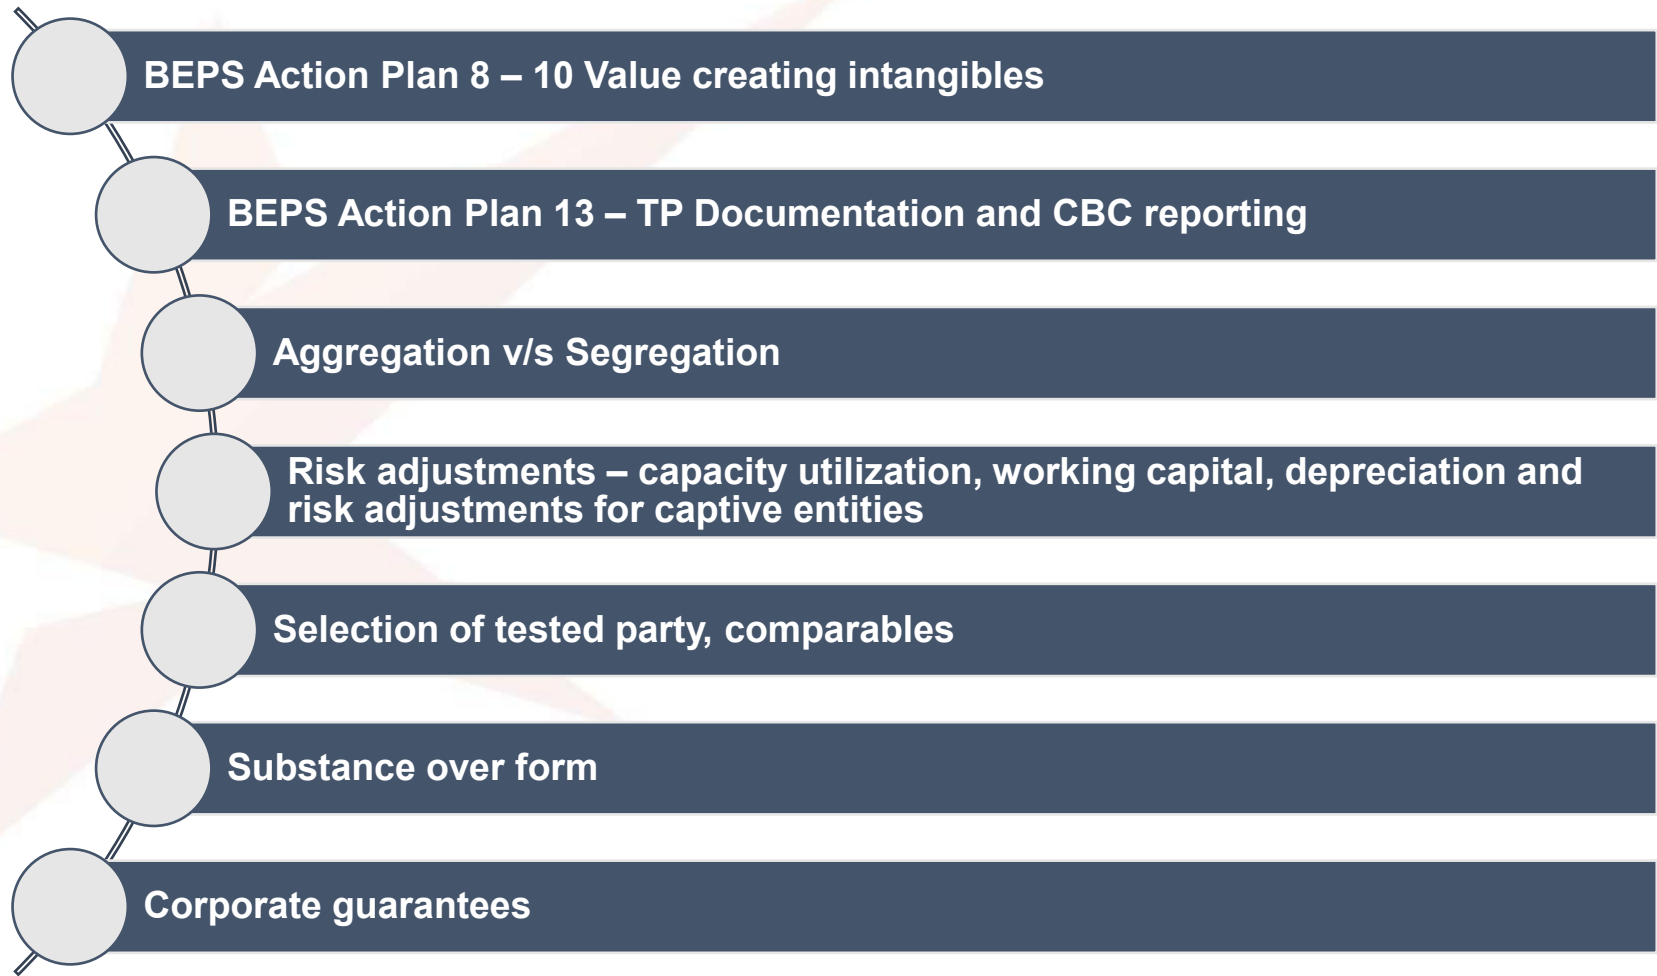 BEPS Action Plan 8 – 10 Value creating intangibles
BEPS Action Plan 13 – TP Documentation and CBC reporting
Aggregation v/s Segregation
Risk adjustments – capacity utilization, working capital, depreciation and
risk adjustments for captive entities
Selection of tested party, comparables
Substance over form
Corporate guarantees